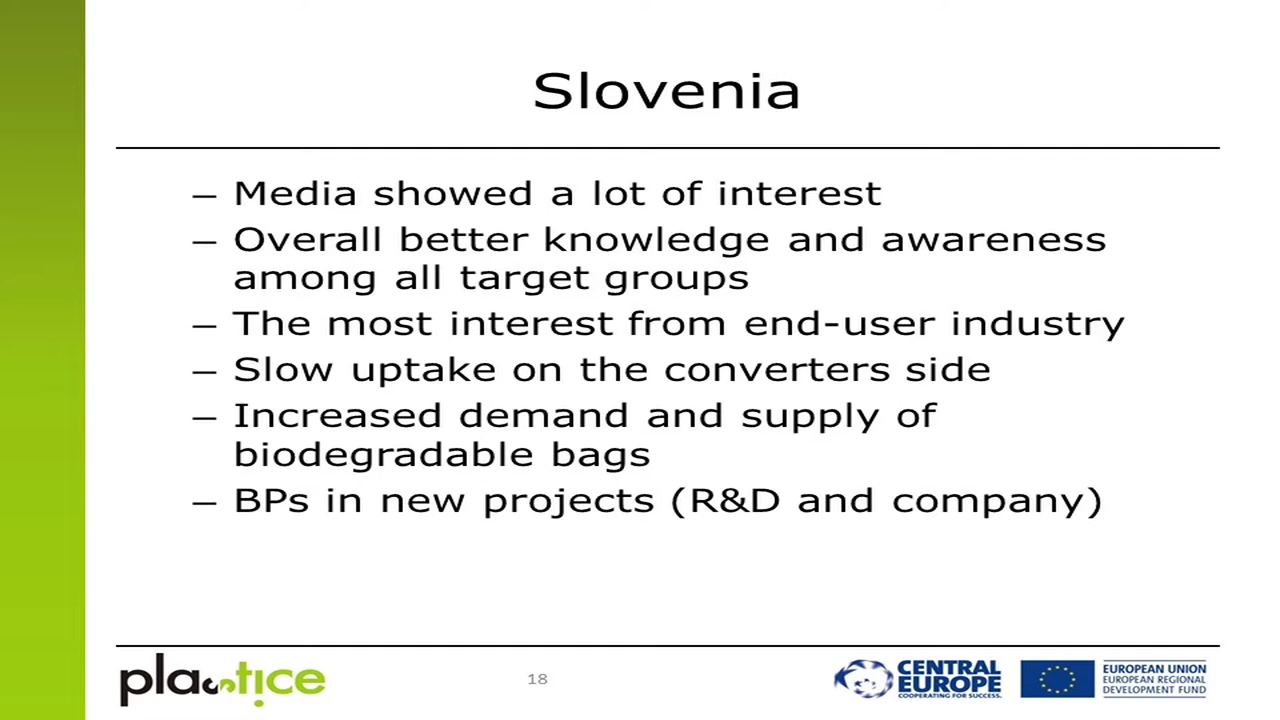 Slovenia
– Media showed a lot of interest
– Overall better knowledge and awareness
among all target groups
– The most interest from end-user industry
– Slow uptake on the converters side
– Increased demand and supply of
biodegradable bags
– BPs in new projects (R&D and company)
plastice
18
CENTRAL
EUROPE
COOPERATING FOR SUCCESS.
EUROPEAN UNION
EUROPEAN REGIONAL
DEVELOPMENT FUND